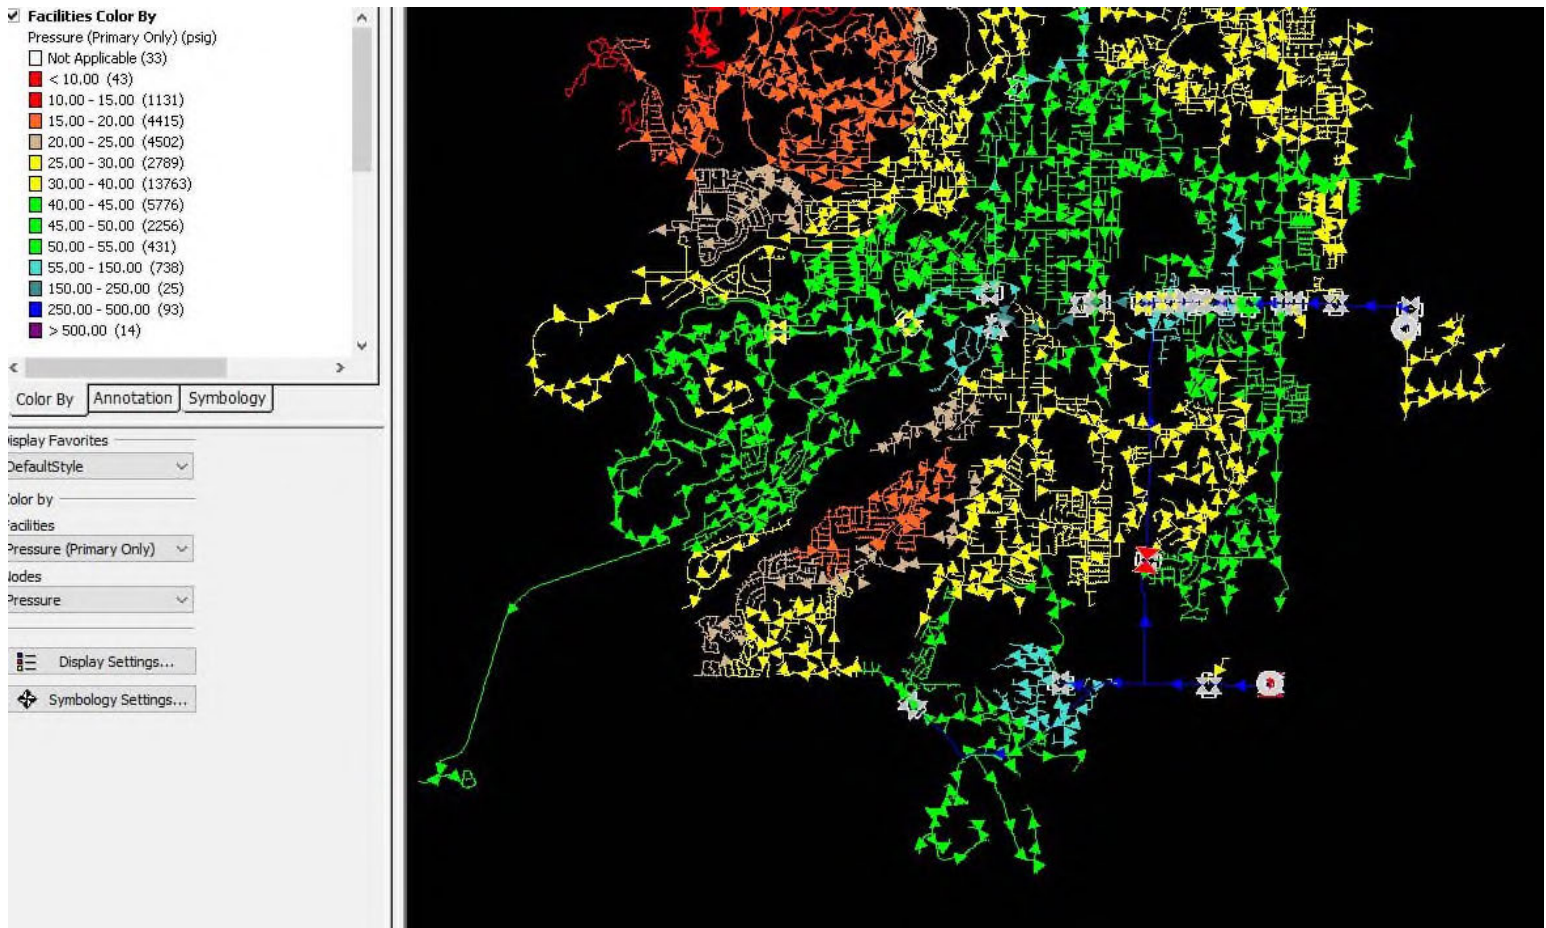 Facilities Color By
Pressure (Primary Only) (psig)
Not Applicable (33)
< 10.00 (43)
10.00 - 15.00 (1131)
15.00 - 20.00 (4415)
20.00 - 25.00 (4502)
25.00 - 30.00 (2789)
30.00 - 40.00 (13763)
40.00 - 45.00 (5776)
45.00 - 50.00 (2256)
50.00 - 55.00 (431)
55.00 - 150.00 (738)
150.00 - 250.00 (25)
250.00 - 500.00 (93)
> 500.00 (14)
Color By Annotation Symbology
isplay Favorites
DefaultStyle
olor by
acilities
Pressure (Primary Only)
odes
Pressure
Display Settings...
Symbology Settings...